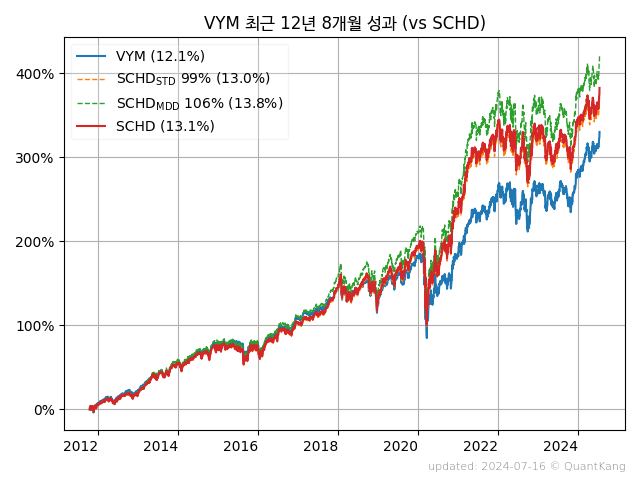 VYM 최근 12년 8개월 성과 (vs SCHD)
VYM (12.1%)
SCHD_STD 99% (13.0%)
SCHD_MDD 106% (13.8%)
SCHD (13.1%)
400%
300%
200%
100%
0%
2012 2014 2016 2018 2020 2022 2024
updated: 2024-07-16 © QuantKang